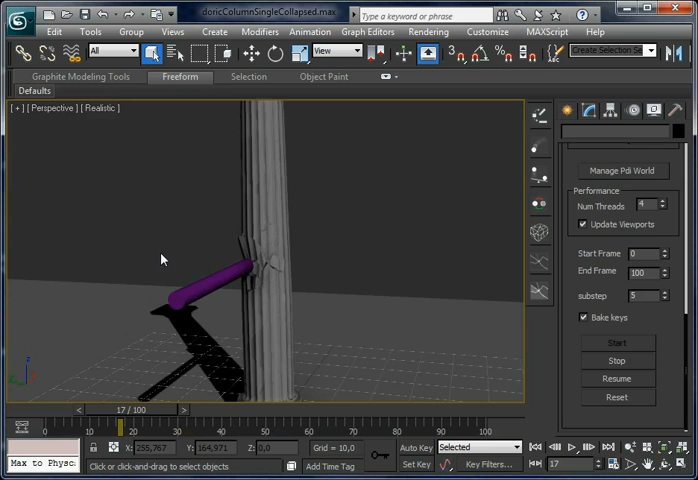 doricColumnSingleCollapsed.max
Type a keyword or phrase
Edit Tools Group Views Create Modifiers Animation Graph Editors Rendering Customize MAXScript Help
All View 3 Create Selection Se
Graphite Modeling Tools Freeform Selection Object Paint
Defaults
[ + ] [ Perspective ] [ Realistic ]
Manage Pdi World
Performance
Num Threads 4
Update Viewports
Start Frame 0
End Frame 100
substep 5
Bake keys
Start
Stop
Resume
Reset
z
< 17 / 100 >
10 20 30 40 50 60 70 80 90 100
X: 255,767 Y: 164,971 Z: 0,0 Grid = 10,0 Auto Key Selected
Max to Physc: Click or click-and-drag to select objects Add Time Tag Set Key Key Filters... 17